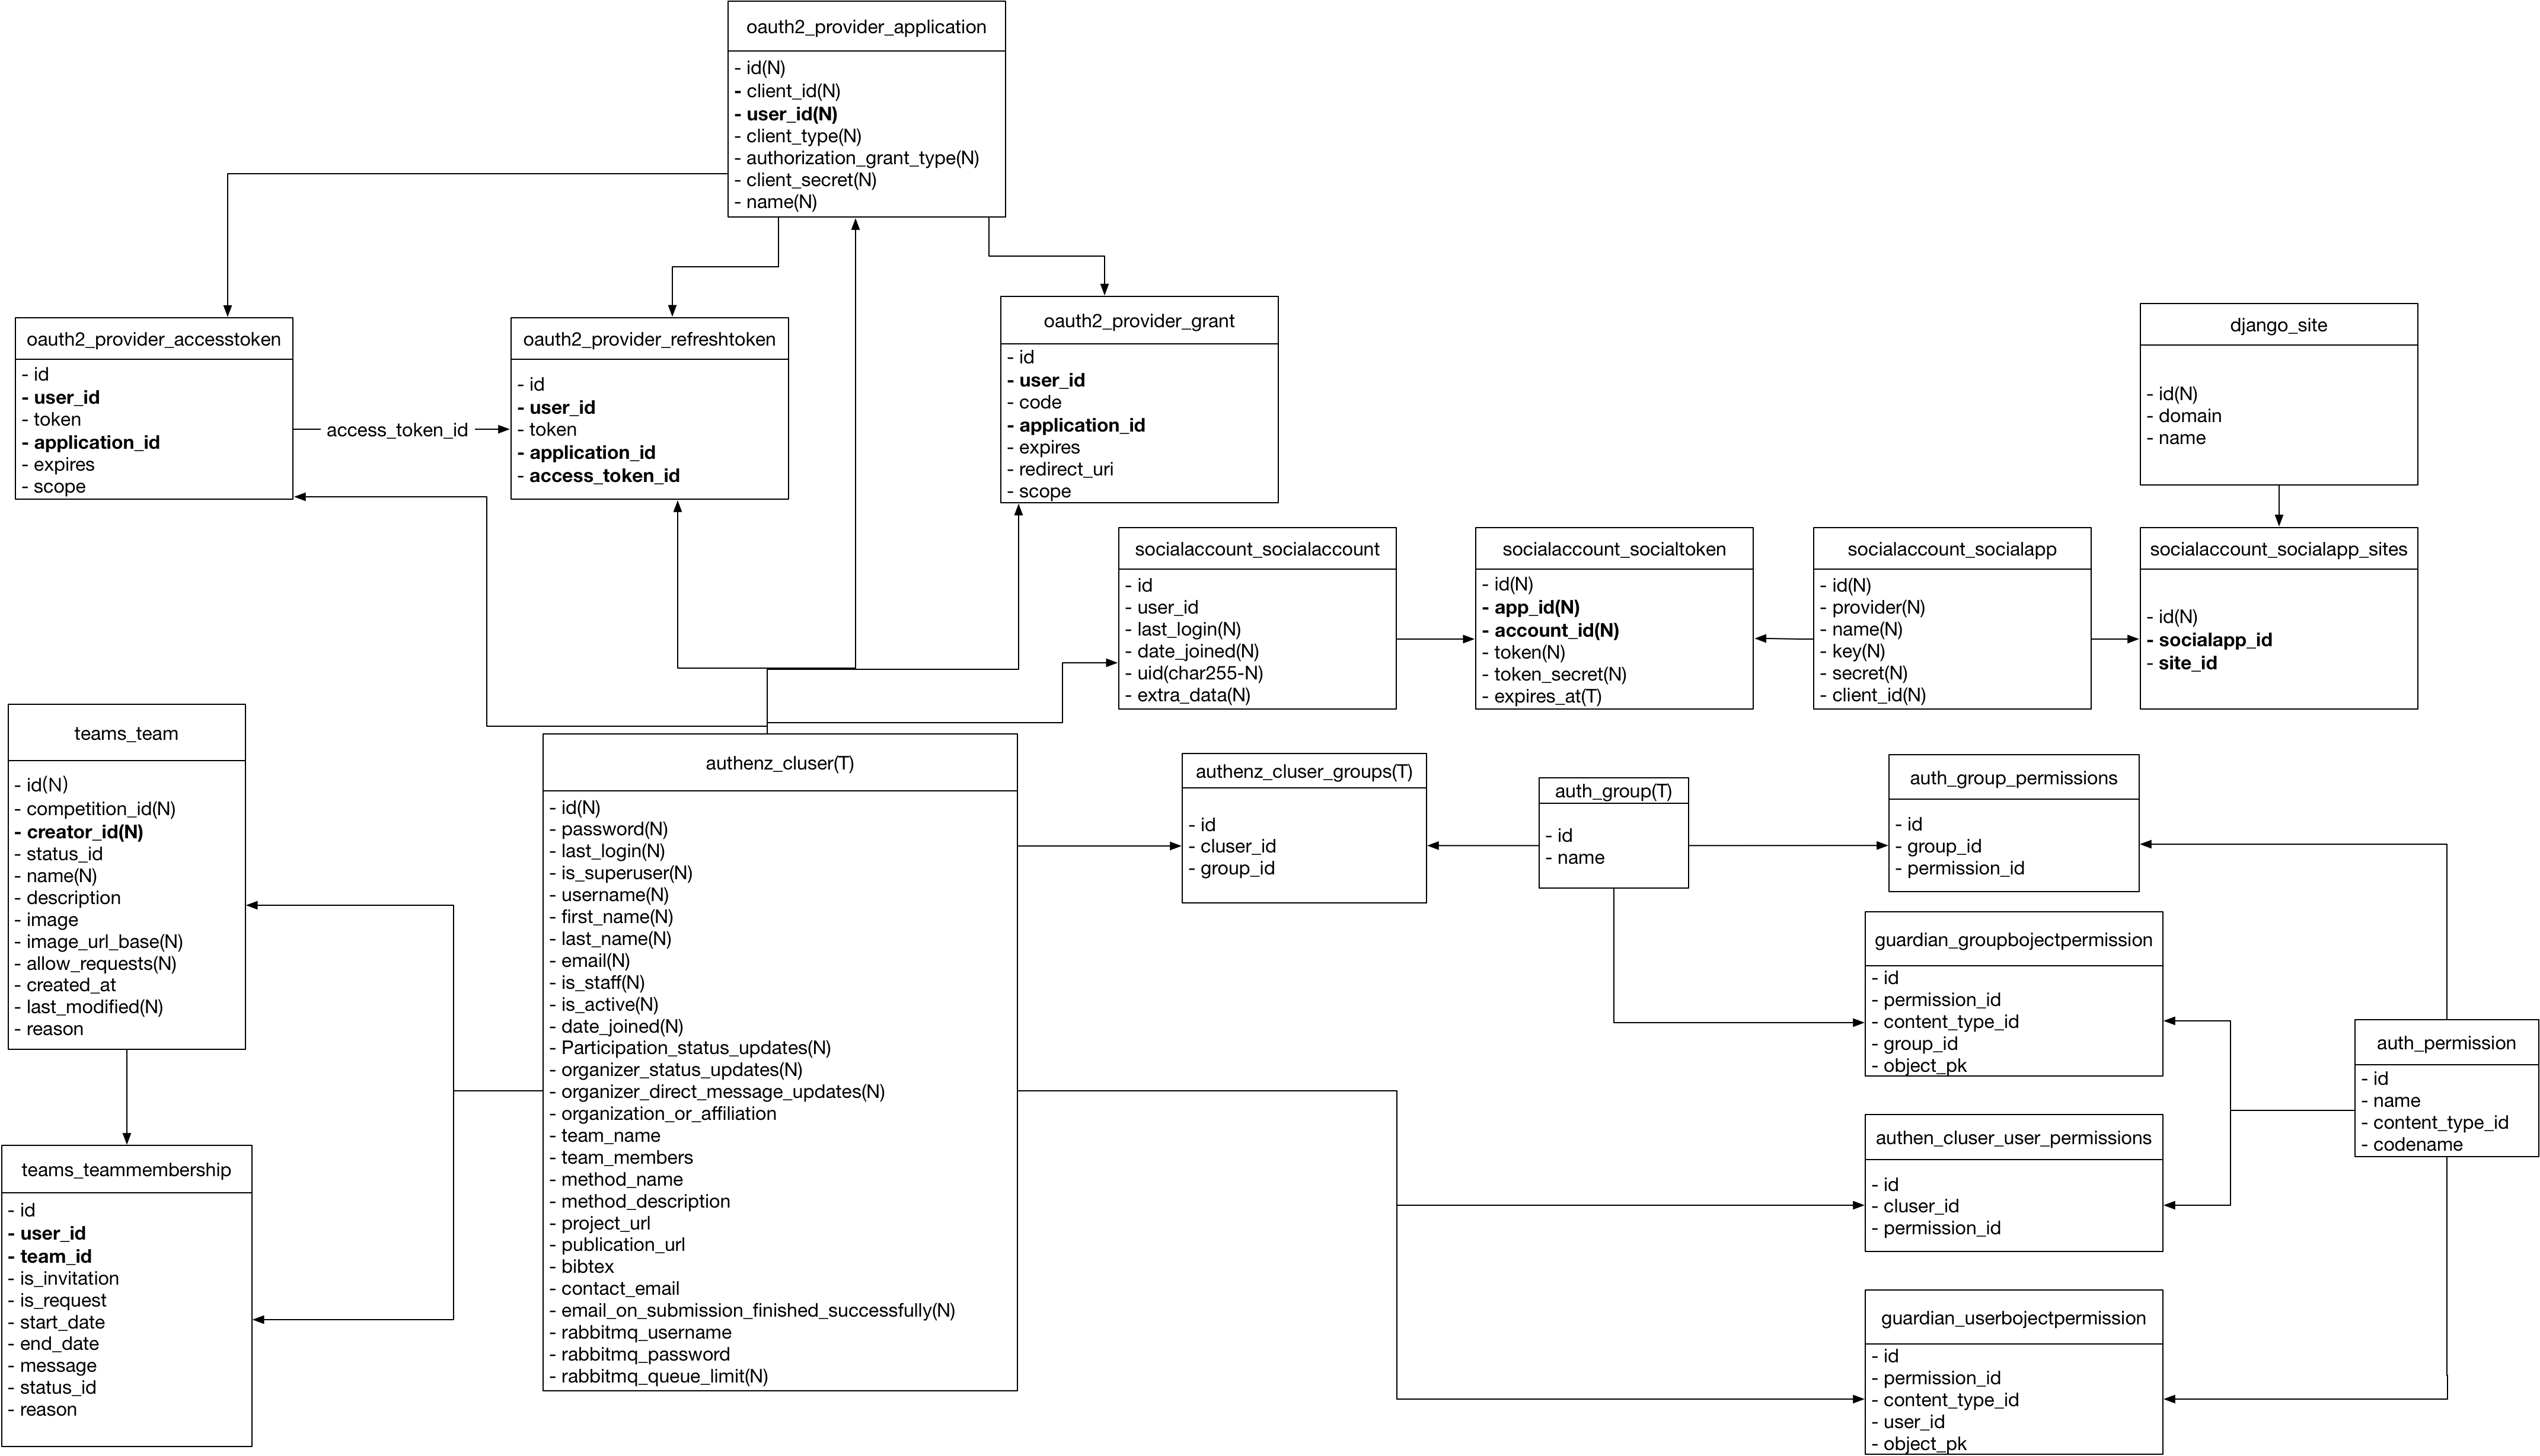 oauth2_provider_application
- id(N)
- client_id(N)
- user_id(N)
- client_type(N)
- authorization_grant_type(N)
- client_secret(N)
- name(N)
oauth2_provider_accesstoken
- id
- user_id
- token
- application_id
- expires
- scope
access_token_id
oauth2_provider_refreshtoken
- id
- user_id
- token
- application_id
- access_token_id
oauth2_provider_grant
- id
- user_id
- code
- application_id
- expires
- redirect_uri
- scope
django_site
- id(N)
- domain
- name
socialaccount_socialaccount
- id
- user_id
- last_login(N)
- date_joined(N)
- uid(char255-N)
- extra_data(N)
socialaccount_socialtoken
- id(N)
- app_id(N)
- account_id(N)
- token(N)
- token_secret(N)
- expires_at(T)
socialaccount_socialapp
- id(N)
- provider(N)
- name(N)
- key(N)
- secret(N)
- client_id(N)
socialaccount_socialapp_sites
- id(N)
- socialapp_id
- site_id
teams_team
- id(N)
- competition_id(N)
- creator_id(N)
- status_id
- name(N)
- description
- image
- image_url_base(N)
- allow_requests(N)
- created_at
- last_modified(N)
- reason
teams_teammembership
- id
- user_id
- team_id
- is_invitation
- is_request
- start_date
- end_date
- message
- status_id
- reason
authenz_cluser(T)
- id(N)
- password(N)
- last_login(N)
- is_superuser(N)
- username(N)
- first_name(N)
- last_name(N)
- email(N)
- is_staff(N)
- is_active(N)
- date_joined(N)
- Participation_status_updates(N)
- organizer_status_updates(N)
- organizer_direct_message_updates(N)
- organization_or_affiliation
- team_name
- team_members
- method_name
- method_description
- project_url
- publication_url
- bibtex
- contact_email
- email_on_submission_finished_successfully(N)
- rabbitmq_username
- rabbitmq_password
- rabbitmq_queue_limit(N)
authenz_cluser_groups(T)
- id
- cluser_id
- group_id
auth_group(T)
- id
- name
auth_group_permissions
- id
- group_id
- permission_id
guardian_groupbojectpermission
- id
- permission_id
- content_type_id
- group_id
- object_pk
auth_permission
- id
- name
- content_type_id
- codename
authen_cluser_user_permissions
- id
- cluser_id
- permission_id
guardian_userbojectpermission
- id
- permission_id
- content_type_id
- user_id
- object_pk